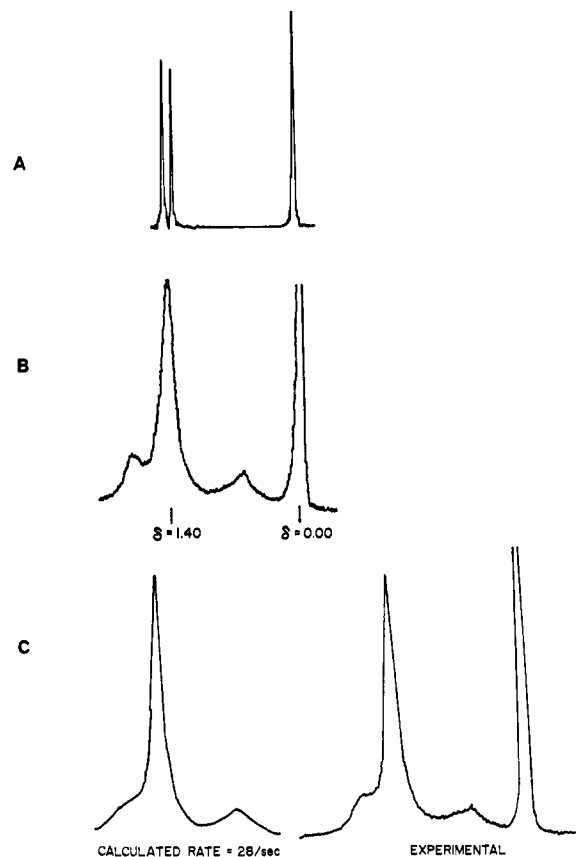 A
B
δ = 1.40
δ = 0.00
C
CALCULATED RATE = 28/sec
EXPERIMENTAL